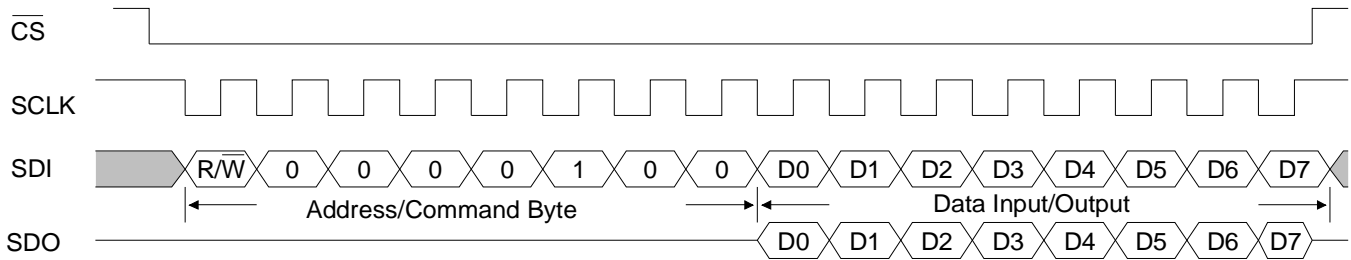 C̅S̅
SCLK
SDI R/W̅ 0 0 0 0 1 0 0 D0 D1 D2 D3 D4 D5 D6 D7
Address/Command Byte Data Input/Output
SDO D0 D1 D2 D3 D4 D5 D6 D7